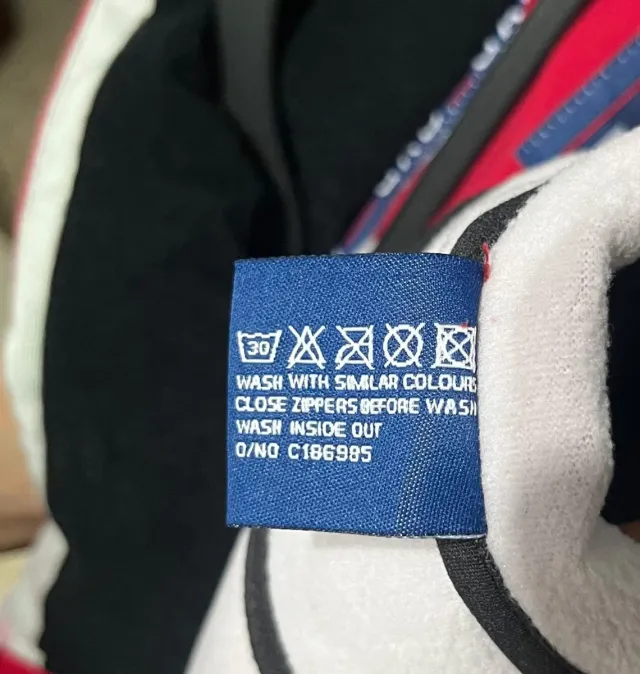 30
WASH WITH SIMILAR COLOURS
CLOSE ZIPPERS BEFORE WASH
WASH INSIDE OUT
O/NO C186985